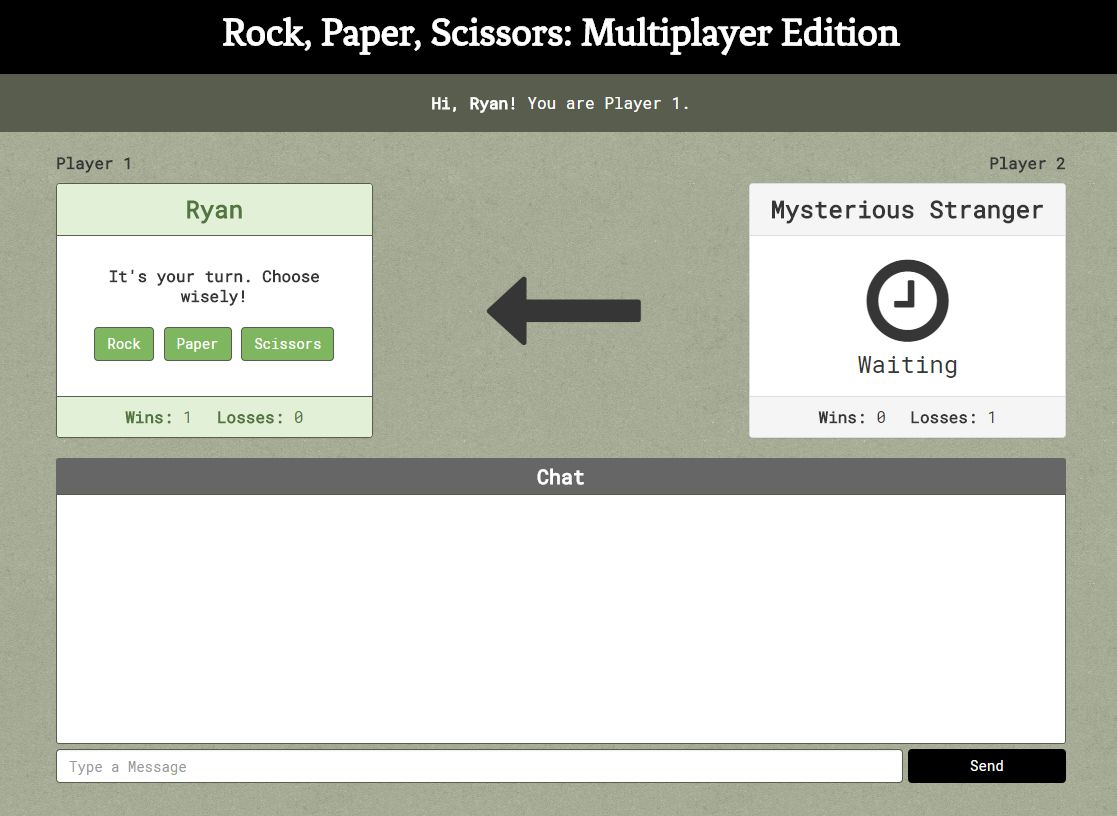 Rock, Paper, Scissors: Multiplayer Edition
Hi, Ryan! You are Player 1.
Player 1
Player 2
Ryan
It's your turn. Choose
wisely!
Rock Paper Scissors
Wins: 1 Losses: 0
Mysterious Stranger
Waiting
Wins: 0 Losses: 1
Chat
Type a Message
Send